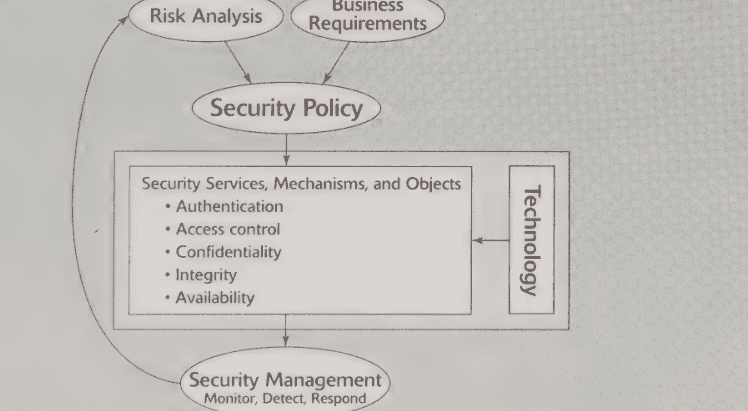 Risk Analysis
Business
Requirements
Security Policy
Security Services, Mechanisms, and Objects
• Authentication
• Access control
• Confidentiality
• Integrity
• Availability
Technology
Security Management
Monitor, Detect, Respond